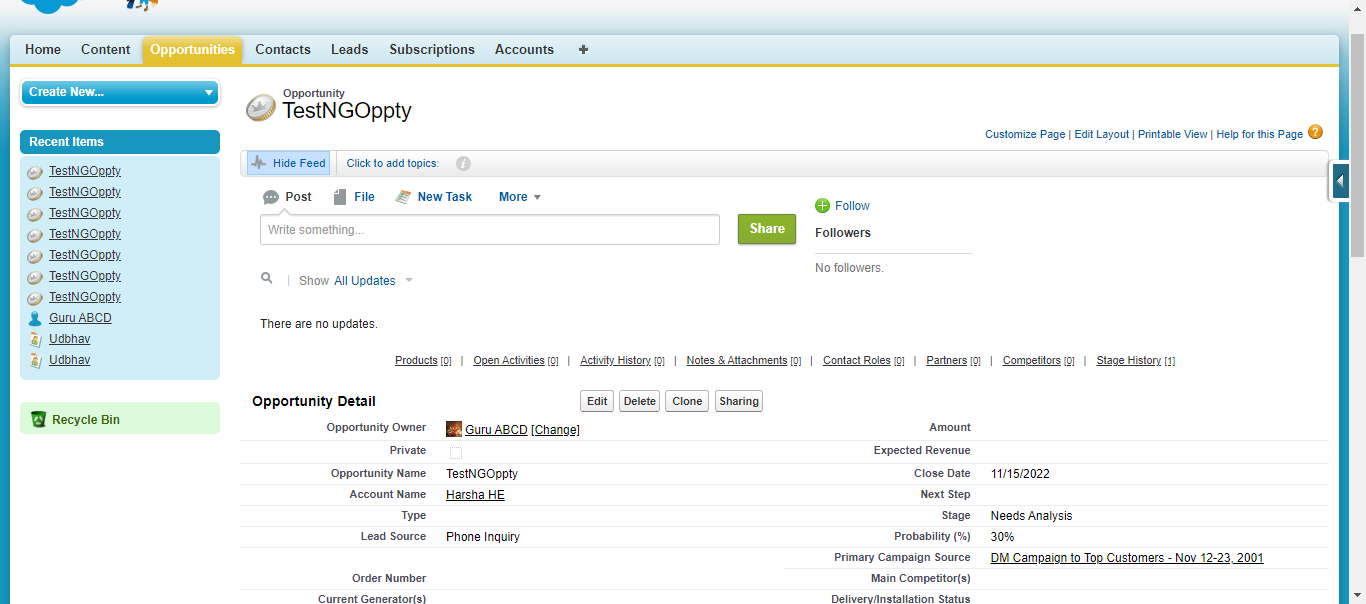 Home Content Opportunities Contacts Leads Subscriptions Accounts +
Create New...
Recent Items
TestNGOppty
TestNGOppty
TestNGOppty
TestNGOppty
TestNGOppty
TestNGOppty
TestNGOppty
Guru ABCD
Udbhav
Udbhav
Recycle Bin
Opportunity
TestNGOppty
Customize Page | Edit Layout | Printable View | Help for this Page ?
Hide Feed Click to add topics: i
Post File New Task More
Write something... Share
Follow
Followers
No followers.
Show All Updates
There are no updates.
Products [0] | Open Activities [0] | Activity History [0] | Notes & Attachments [0] | Contact Roles [0] | Partners [0] | Competitors [0] | Stage History [1]
Opportunity Detail Edit Delete Clone Sharing
Opportunity Owner Guru ABCD [Change] Amount
Private Expected Revenue
Opportunity Name TestNGOppty Close Date 11/15/2022
Account Name Harsha HE Next Step
Type Stage Needs Analysis
Lead Source Phone Inquiry Probability (%) 30%
Primary Campaign Source DM Campaign to Top Customers - Nov 12-23, 2001
Order Number Main Competitor(s)
Current Generator(s) Delivery/Installation Status